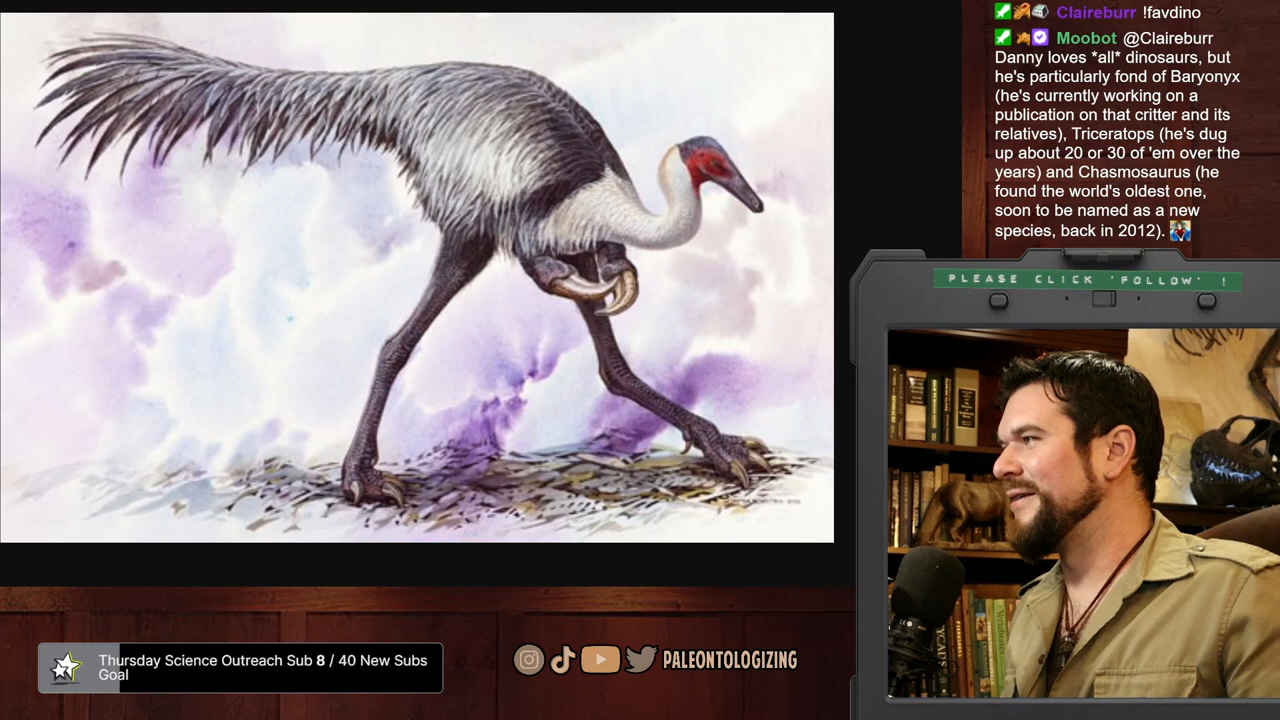 Claireburr !favdino
Moobot @Claireburr
Danny loves *all* dinosaurs, but
he's particularly fond of Baryonyx
(he's currently working on a
publication on that critter and its
relatives), Triceratops (he's dug
up about 20 or 30 of 'em over the
years) and Chasmosaurus (he
found the world's oldest one,
soon to be named as a new
species, back in 2012).
PLEASE CLICK 'FOLLOW' !
Thursday Science Outreach Sub 8 / 40 New Subs
Goal
PALEONTOLOGIZING